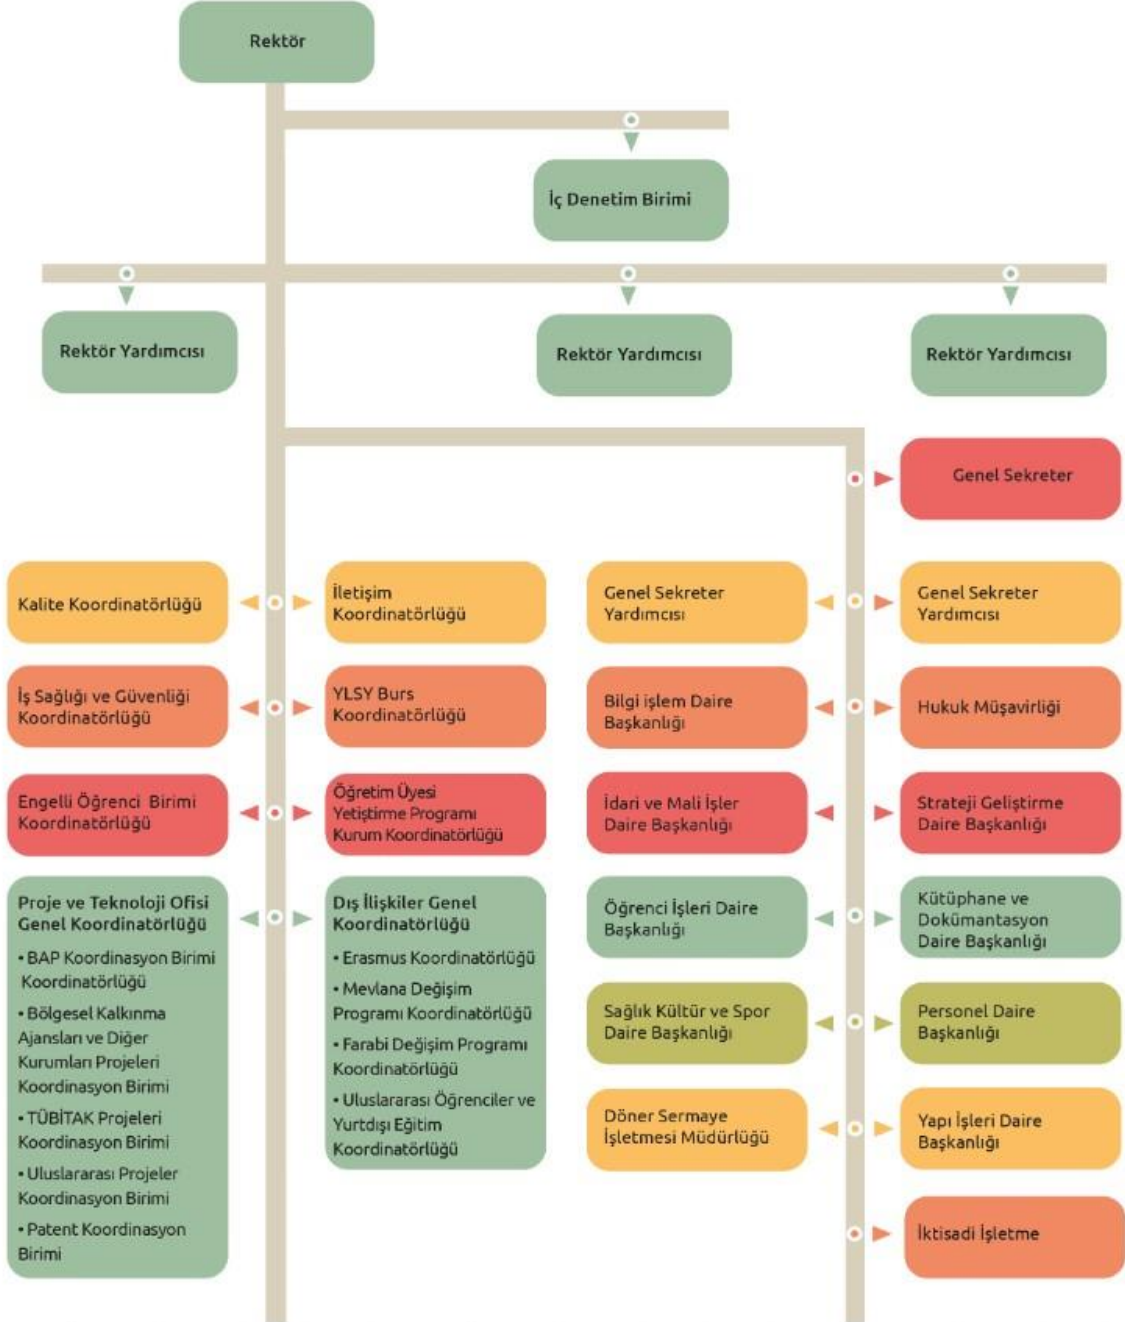 Rektör
İç Denetim Birimi
Rektör Yardımcısı
Rektör Yardımcısı
Rektör Yardımcısı
Genel Sekreter
Kalite Koordinatörlüğü
İletişim
Koordinatörlüğü
Genel Sekreter
Yardımcısı
Genel Sekreter
Yardımcısı
İş Sağlığı ve Güvenliği
Koordinatörlüğü
YLSY Burs
Koordinatörlüğü
Bilgi işlem Daire
Başkanlığı
Hukuk Müşavirliği
Engelli Öğrenci Birimi
Koordinatörlüğü
Öğretim Üyesi
Yetiştirme Programı
Kurum Koordinatörlüğü
İdari ve Mali İşler
Daire Başkanlığı
Strateji Geliştirme
Daire Başkanlığı
Proje ve Teknoloji Ofisi
Genel Koordinatörlüğü
• BAP Koordinasyon Birimi
Koordinatörlüğü
• Bölgesel Kalkınma
Ajansları ve Diğer
Kurumları Projeleri
Koordinasyon Birimi
• TÜBİTAK Projeleri
Koordinasyon Birimi
• Uluslararası Projeler
Koordinasyon Birimi
• Patent Koordinasyon
Birimi
Dış İlişkiler Genel
Koordinatörlüğü
• Erasmus Koordinatörlüğü
• Mevlana Değişim
Programı Koordinatörlüğü
• Farabi Değişim Programı
Koordinatörlüğü
• Uluslararası Öğrenciler ve
Yurtdışı Eğitim
Koordinatörlüğü
Öğrenci İşleri Daire
Başkanlığı
Kütüphane ve
Dokümantasyon
Daire Başkanlığı
Sağlık Kültür ve Spor
Daire Başkanlığı
Personel Daire
Başkanlığı
Döner Sermaye
İşletmesi Müdürlüğü
Yapı İşleri Daire
Başkanlığı
İktisadi İşletme